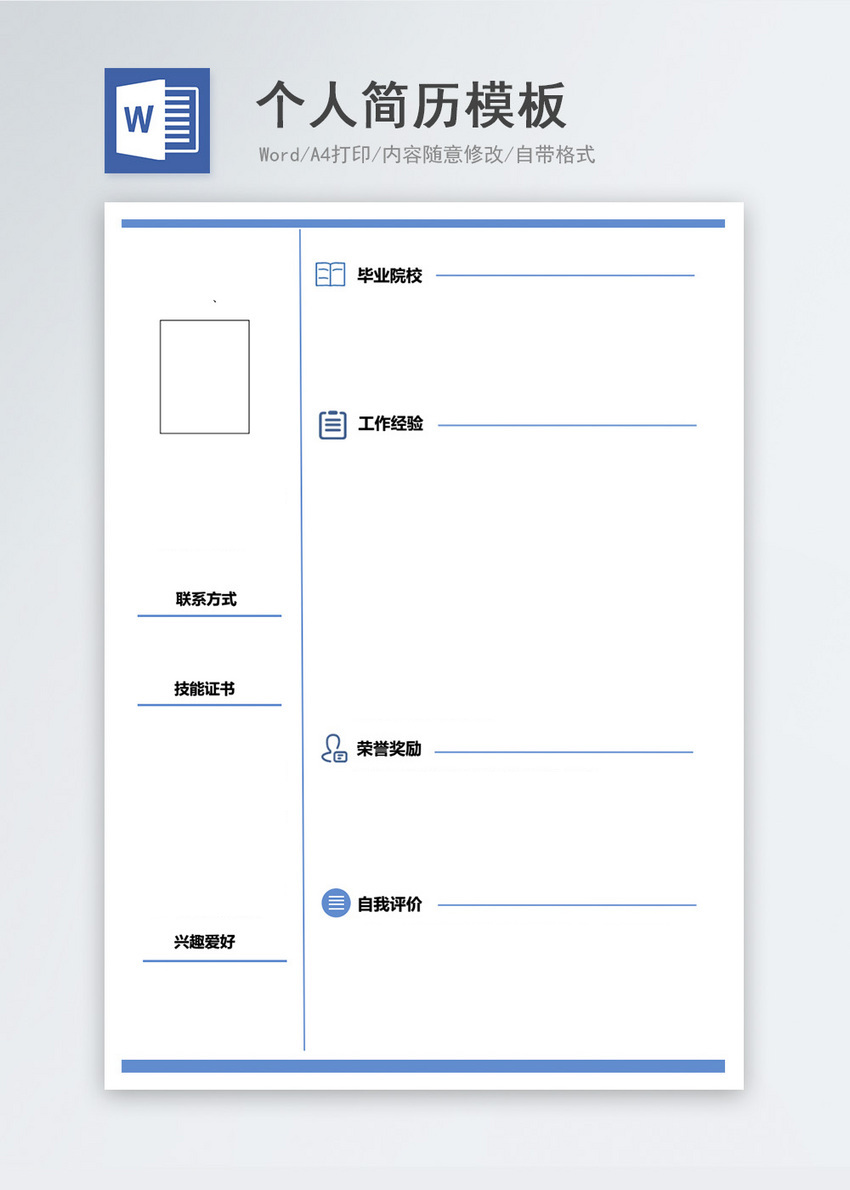 W
个人简历模板
Word/A4打印/内容随意修改/自带格式
、
联系方式
技能证书
兴趣爱好
毕业院校
工作经验
荣誉奖励
自我评价